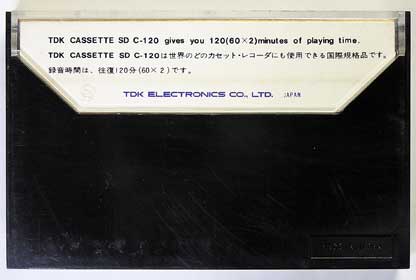 TDK CASSETTE SD C-120 gives you 120(60×2)minutes of playing time.
TDK CASSETTE SD C-120は世界のどのカセット・レコーダにも使用できる国際規格品です。
録音時間は、往復120分(60×2)です。
TDK ELECTRONICS CO., LTD. JAPAN